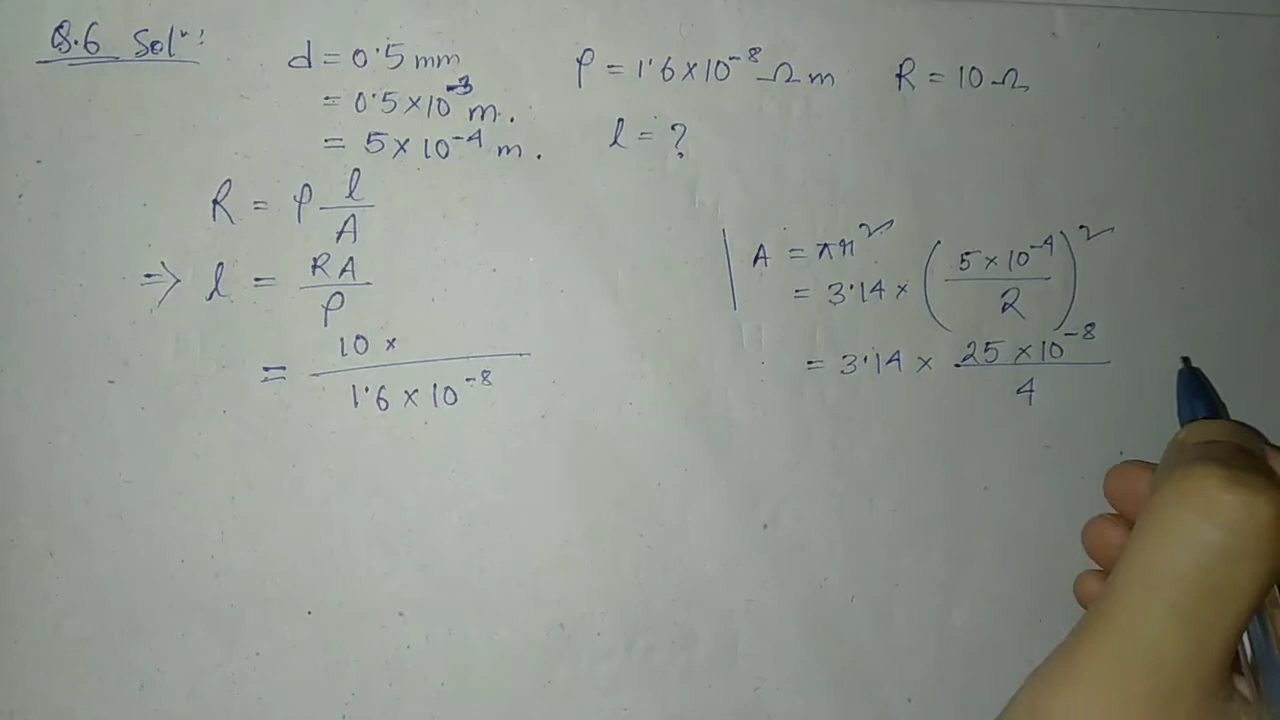 Q.6 Solⁿ:
d = 0.5 mm
= 0.5 × 10⁻³ m.
= 5 × 10⁻⁴ m.
ρ = 1.6 × 10⁻⁸ Ω m
R = 10 Ω
l = ?
R = ρ l/A
⇒ l = RA/ρ
= 10 × / 1.6 × 10⁻⁸
A = πr²
= 3.14 × (5 × 10⁻⁴ / 2)²
= 3.14 × 25 × 10⁻⁸ / 4